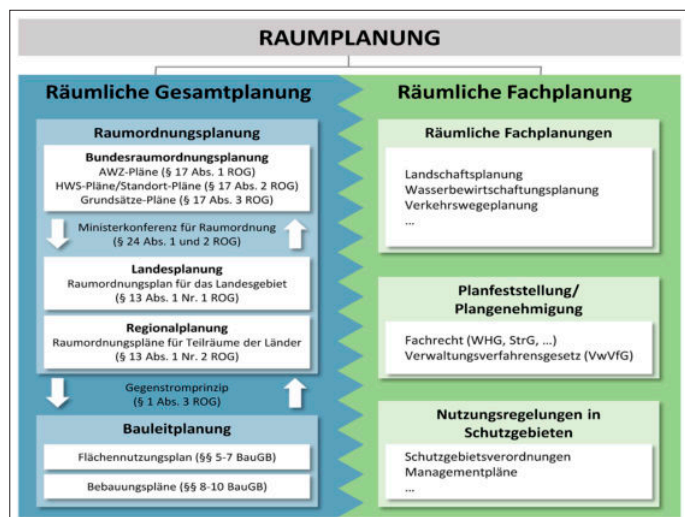 RAUMPLANUNG
Räumliche Gesamtplanung
Raumordnungsplanung
Bundesraumordnungsplanung
AWZ-Pläne (§ 17 Abs. 1 ROG)
HWS-Pläne/Standort-Pläne (§ 17 Abs. 2 ROG)
Grundsätze-Pläne (§ 17 Abs. 3 ROG)
Ministerkonferenz für Raumordnung
(§ 24 Abs. 1 und 2 ROG)
Landesplanung
Raumordnungsplan für das Landesgebiet
(§ 13 Abs. 1 Nr. 1 ROG)
Regionalplanung
Raumordnungspläne für Teilräume der Länder
(§ 13 Abs. 1 Nr. 2 ROG)
Gegenstromprinzip
(§ 1 Abs. 3 ROG)
Bauleitplanung
Flächennutzungsplan (§§ 5-7 BauGB)
Bebauungspläne (§§ 8-10 BauGB)
Räumliche Fachplanung
Räumliche Fachplanungen
Landschaftsplanung
Wasserbewirtschaftungsplanung
Verkehrswegeplanung
...
Planfeststellung/
Plangenehmigung
Fachrecht (WHG, StrG, ...)
Verwaltungsverfahrensgesetz (VwVfG)
Nutzungsregelungen in
Schutzgebieten
Schutzgebietsverordnungen
Managementpläne
...